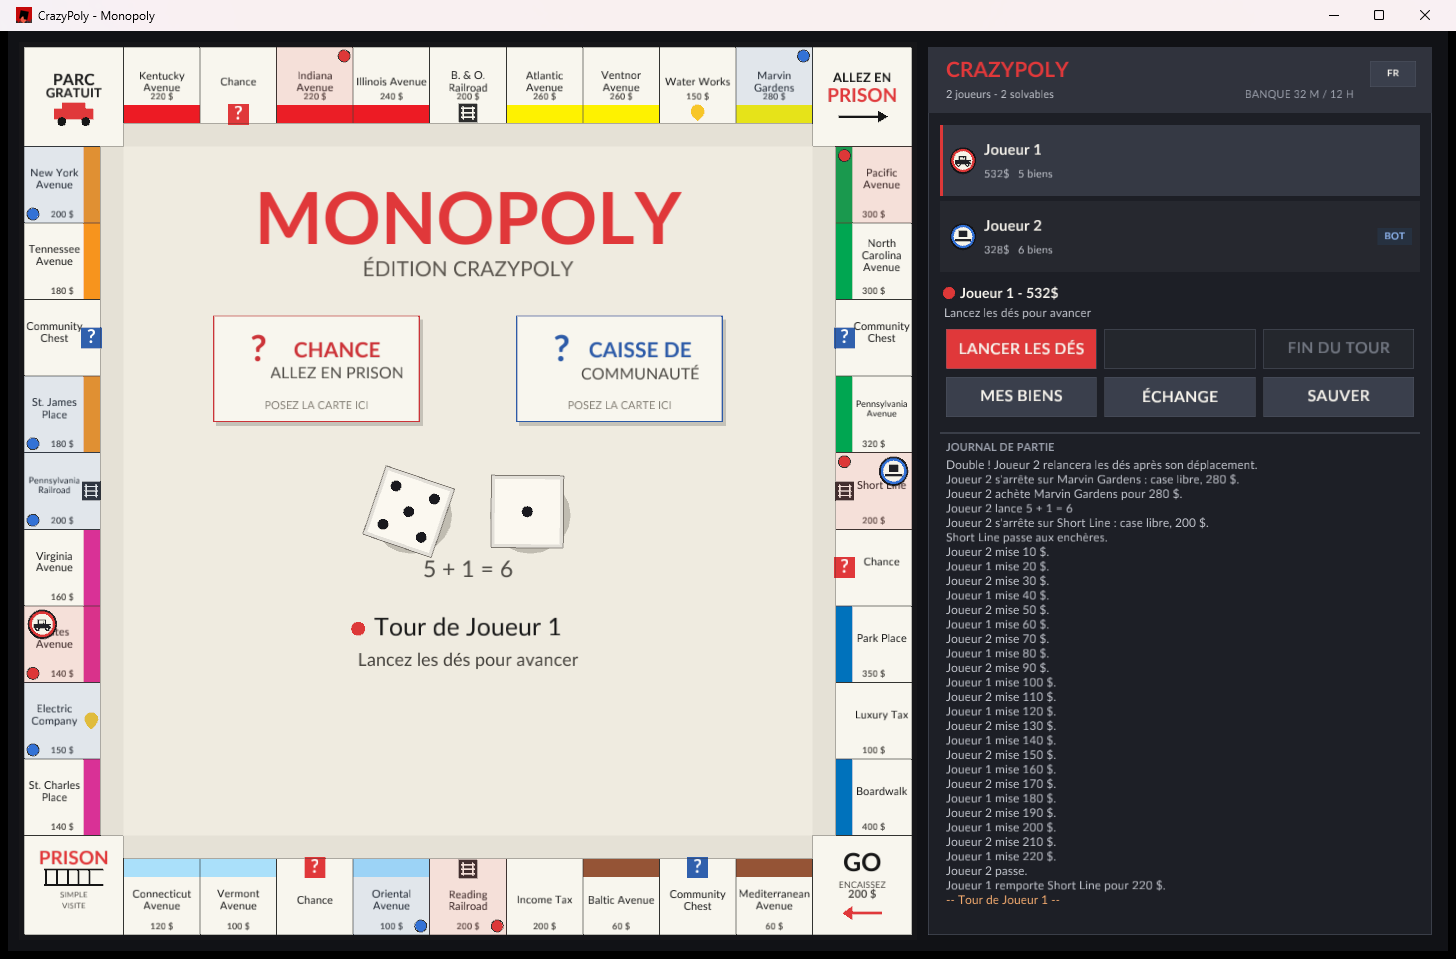 CrazyPoly - Monopoly
PARC
GRATUIT
Kentucky
Avenue
220 $
Chance
?
Indiana
Avenue
220 $
Illinois Avenue
240 $
B. & O.
Railroad
200 $
Atlantic
Avenue
260 $
Ventnor
Avenue
260 $
Water Works
150 $
Marvin
Gardens
280 $
ALLEZ EN
PRISON
New York
Avenue
200 $
Tennessee
Avenue
180 $
Community
Chest
?
St. James
Place
180 $
Pennsylvania
Railroad
200 $
Virginia
Avenue
160 $
tes
Avenue
140 $
Electric
Company
150 $
St. Charles
Place
140 $
MONOPOLY
ÉDITION CRAZYPOLY
? CHANCE
ALLEZ EN PRISON
POSEZ LA CARTE ICI
? CAISSE DE
COMMUNAUTÉ
POSEZ LA CARTE ICI
5 + 1 = 6
Tour de Joueur 1
Lancez les dés pour avancer
Pacific
Avenue
300 $
North
Carolina
Avenue
300 $
?
Community
Chest
Pennsylvania
Avenue
320 $
Short Line
200 $
?
Chance
Park Place
350 $
Luxury Tax
100 $
Boardwalk
400 $
PRISON
SIMPLE
VISITE
Connecticut
Avenue
120 $
Vermont
Avenue
100 $
?
Chance
Oriental
Avenue
100 $
Reading
Railroad
200 $
Income Tax
200 $
Baltic Avenue
60 $
?
Community
Chest
Mediterranean
Avenue
60 $
GO
ENCAISSEZ
200 $
CRAZYPOLY
FR
2 joueurs - 2 solvables
BANQUE 32 M / 12 H
Joueur 1
532$ 5 biens
Joueur 2
328$ 6 biens
BOT
Joueur 1 - 532$
Lancez les dés pour avancer
LANCER LES DÉS
FIN DU TOUR
MES BIENS
ÉCHANGE
SAUVER
JOURNAL DE PARTIE
Double ! Joueur 2 relancera les dés après son déplacement.
Joueur 2 s'arrête sur Marvin Gardens : case libre, 280 $.
Joueur 2 achète Marvin Gardens pour 280 $.
Joueur 2 lance 5 + 1 = 6
Joueur 2 s'arrête sur Short Line : case libre, 200 $.
Short Line passe aux enchères.
Joueur 2 mise 10 $.
Joueur 1 mise 20 $.
Joueur 2 mise 30 $.
Joueur 1 mise 40 $.
Joueur 2 mise 50 $.
Joueur 1 mise 60 $.
Joueur 2 mise 70 $.
Joueur 1 mise 80 $.
Joueur 2 mise 90 $.
Joueur 1 mise 100 $.
Joueur 2 mise 110 $.
Joueur 1 mise 120 $.
Joueur 2 mise 130 $.
Joueur 1 mise 140 $.
Joueur 2 mise 150 $.
Joueur 1 mise 160 $.
Joueur 2 mise 170 $.
Joueur 1 mise 180 $.
Joueur 2 mise 190 $.
Joueur 1 mise 200 $.
Joueur 2 mise 210 $.
Joueur 1 mise 220 $.
Joueur 2 passe.
Joueur 1 remporte Short Line pour 220 $.
-- Tour de Joueur 1 --